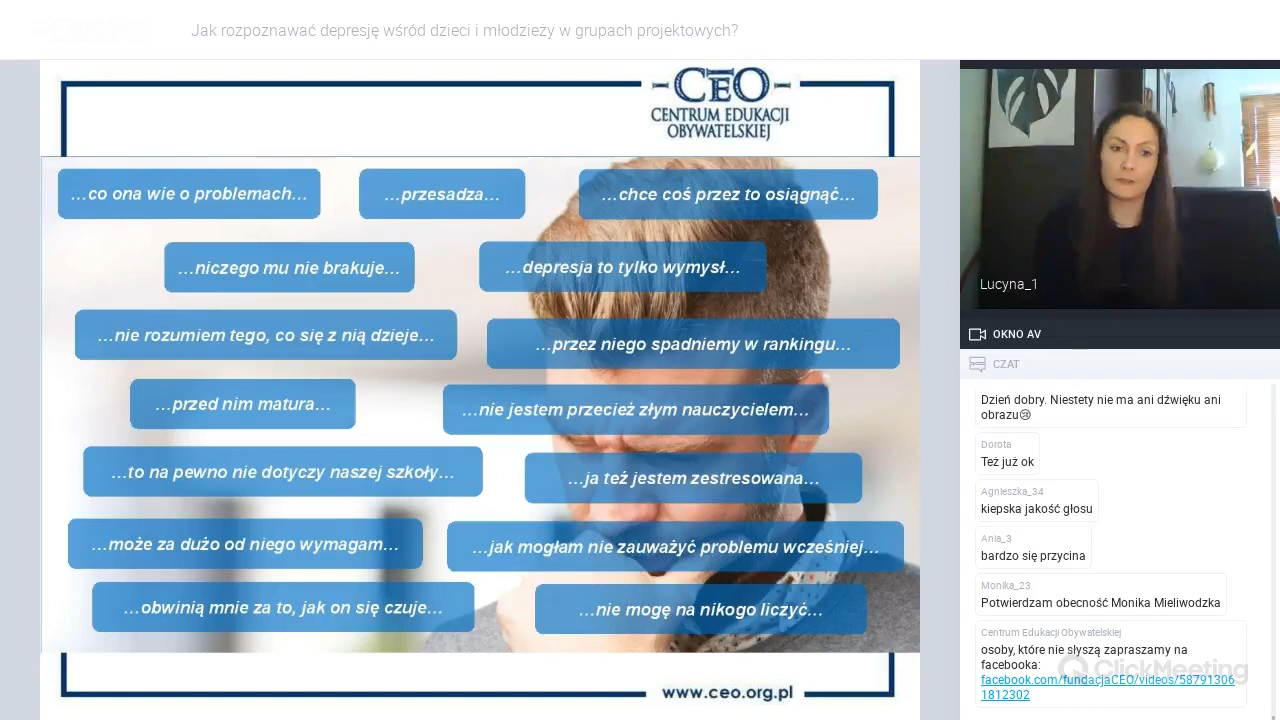 Jak rozpoznawać depresję wśród dzieci i młodzieży w grupach projektowych?
CEO
CENTRUM EDUKACJI
OBYWATELSKIEJ
...co ona wie o problemach...
...przesadza...
...chce coś przez to osiągnąć...
...niczego mu nie brakuje...
...depresja to tylko wymysł...
...nie rozumiem tego, co się z nią dzieje...
...przez niego spadniemy w rankingu...
...przed nim matura...
...nie jestem przecież złym nauczycielem...
...to na pewno nie dotyczy naszej szkoły...
...ja też jestem zestresowana...
...może za dużo od niego wymagam...
...jak mogłam nie zauważyć problemu wcześniej...
...obwinią mnie za to, jak on się czuje...
...nie mogę na nikogo liczyć...
www.ceo.org.pl
Lucyna_1
OKNO AV
CZAT
Dzień dobry. Niestety nie ma ani dźwięku ani
obrazu😢
Dorota
Też już ok
Agnieszka_34
kiepska jakość głosu
Ania_3
bardzo się przycina
Monika_23
Potwierdzam obecność Monika Mieliwodzka
Centrum Edukacji Obywatelskiej
osoby, które nie słyszą zapraszamy na
facebooka:
facebook.com/fundacjaCEO/videos/58791306
1812302
ClickMeeting